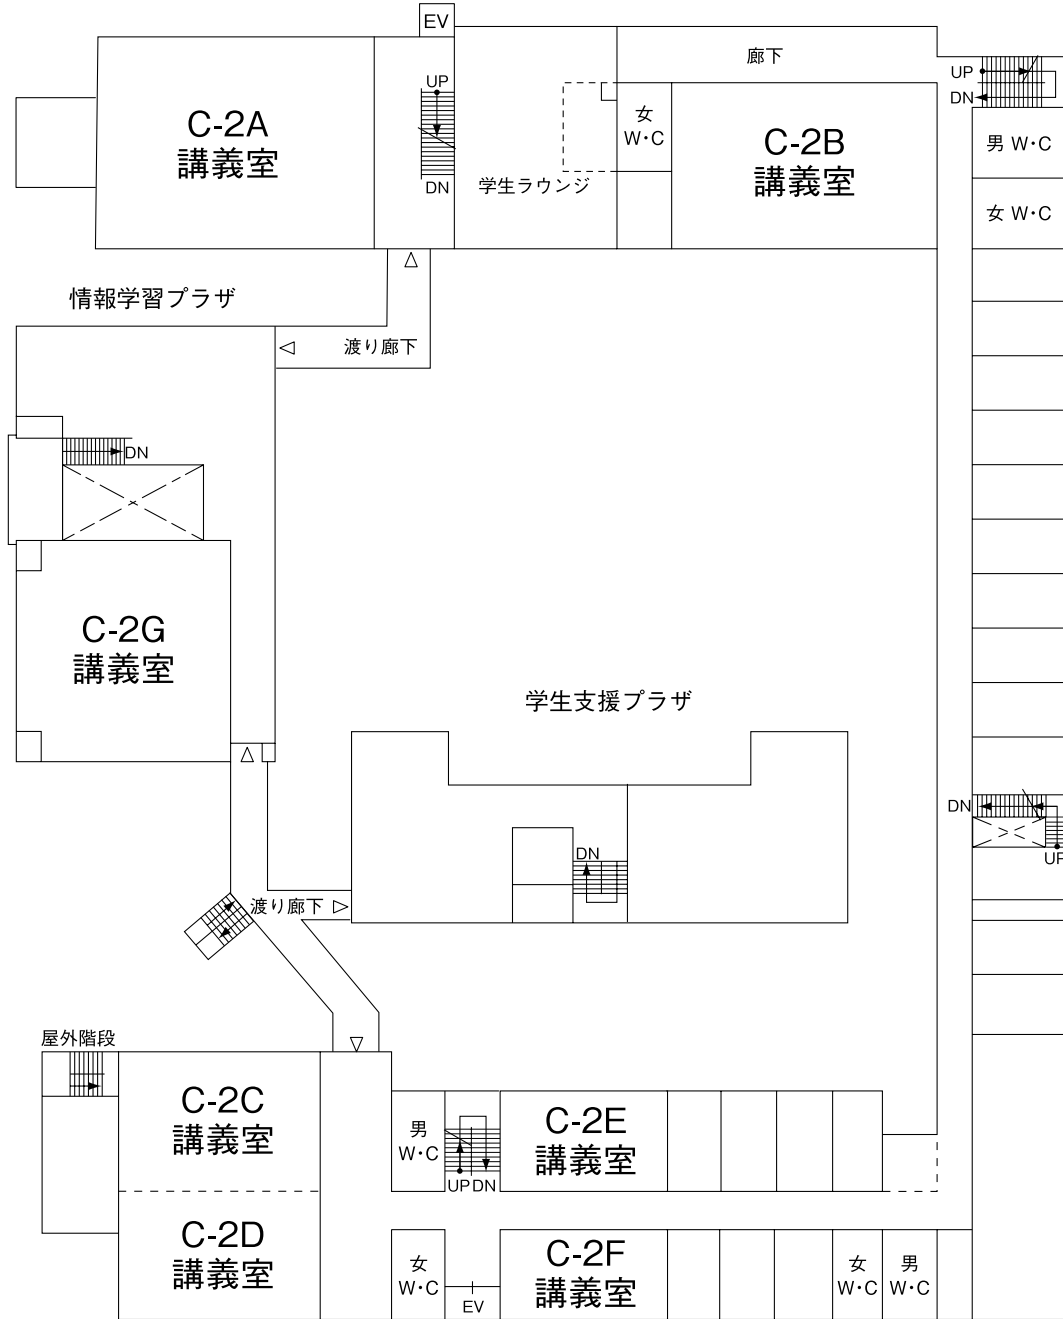 EV
廊下
UP
UP
DN
C-2A
講義室
女
W・C
C-2B
講義室
男 W・C
DN
学生ラウンジ
女 W・C
情報学習プラザ
渡り廊下
DN
C-2G
講義室
学生支援プラザ
DN
DN
UP
渡り廊下
屋外階段
C-2C
講義室
男
W・C
UP DN
C-2E
講義室
C-2D
講義室
女
W・C
EV
C-2F
講義室
女
W・C
男
W・C